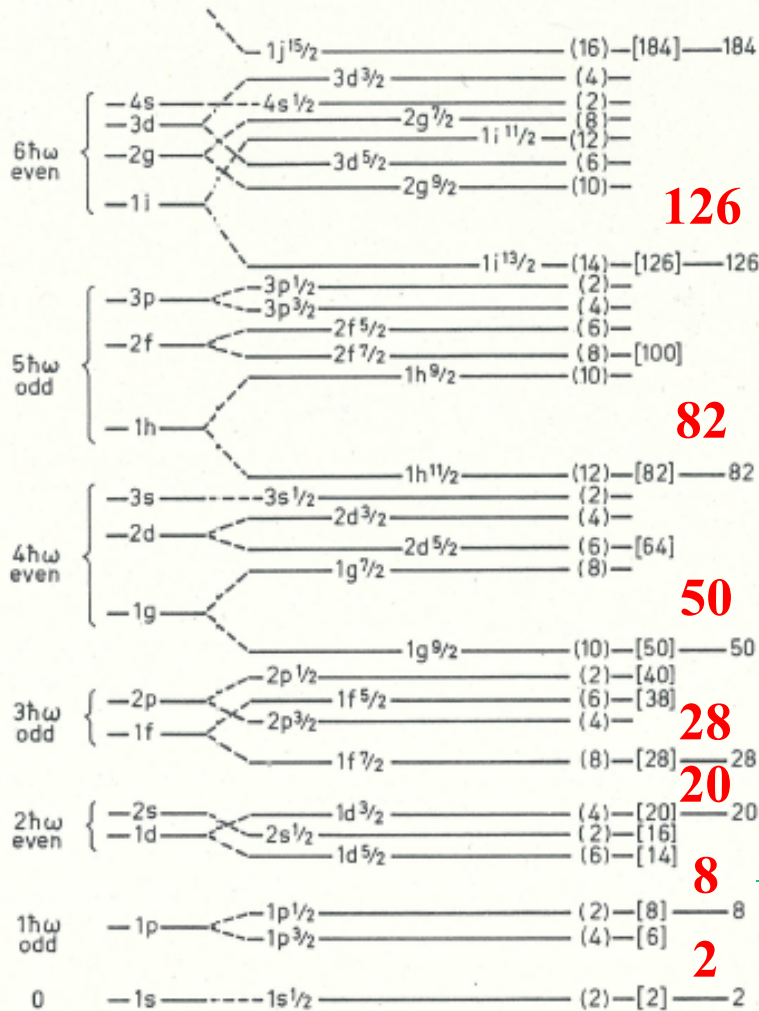 1j 15/2 (16) [184] 184
3d 3/2 (4)
4s 4s 1/2 (2)
3d 2g 7/2 (8)
1i 11/2 (12)
6ħω even
2g 3d 5/2 (6)
2g 9/2 (10)
1i
126
1i 13/2 (14) [126] 126
3p 3p 1/2 (2)
3p 3/2 (4)
2f 2f 5/2 (6)
2f 7/2 (8) [100]
5ħω odd
1h 9/2 (10)
1h
82
1h 11/2 (12) [82] 82
3s 3s 1/2 (2)
2d 3/2 (4)
2d 2d 5/2 (6) [64]
4ħω even
1g 7/2 (8)
1g
50
1g 9/2 (10) [50] 50
2p 1/2 (2) [40]
2p 1f 5/2 (6) [38]
3ħω odd
2p 3/2 (4)
28
1f
1f 7/2 (8) [28] 28
20
2s 1d 3/2 (4) [20] 20
2ħω even
1d 2s 1/2 (2) [16]
1d 5/2 (6) [14]
8
1p 1/2 (2) [8] 8
1ħω odd
1p
1p 3/2 (4) [6]
2
0 1s 1s 1/2 (2) [2] 2